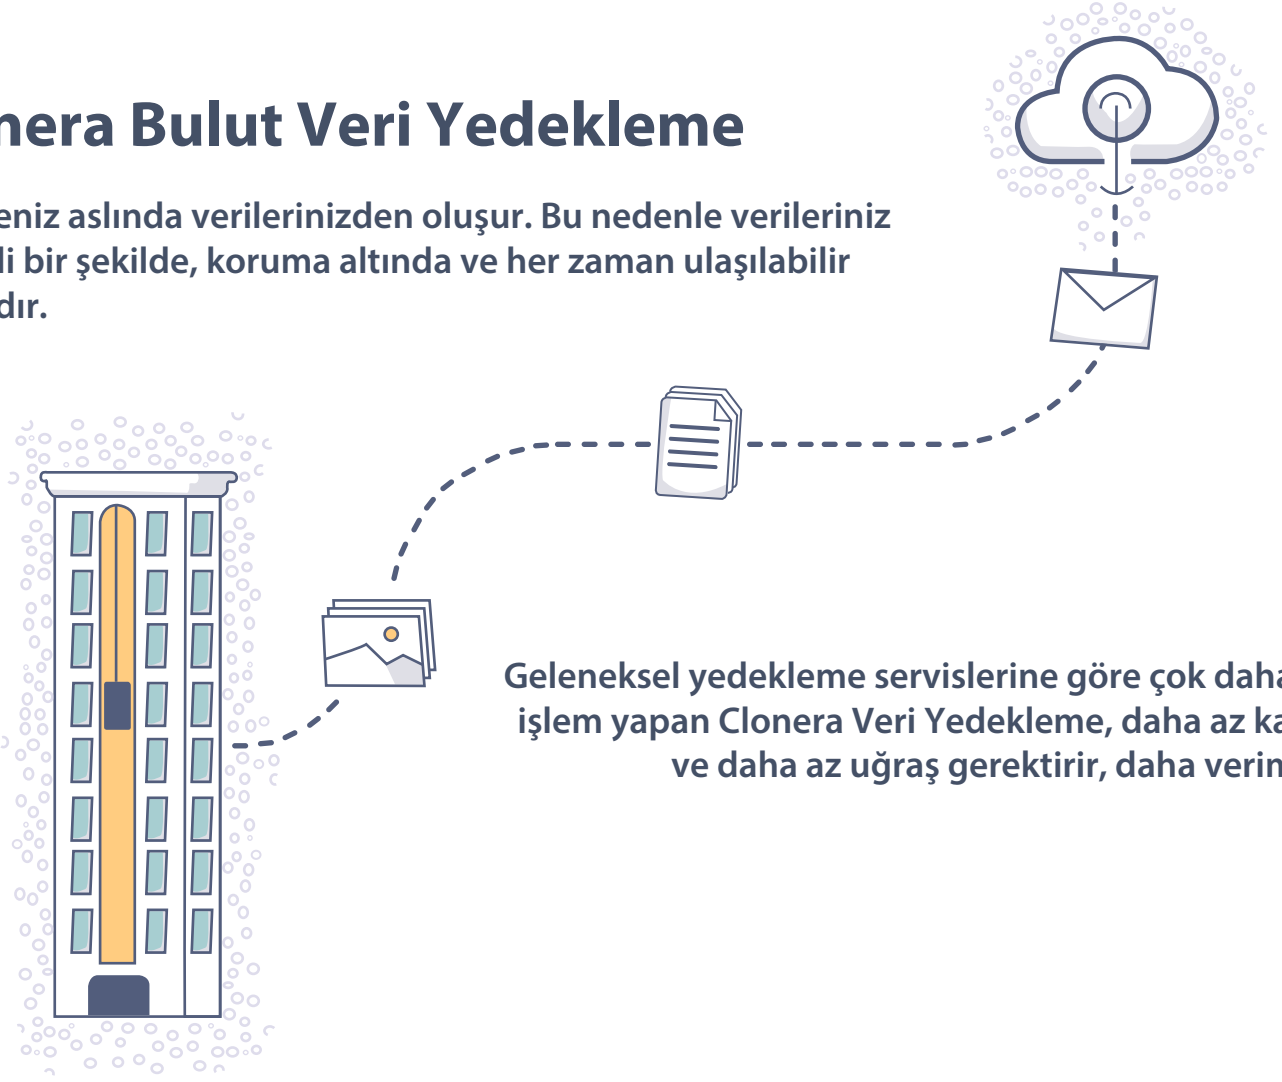 nera Bulut Veri Yedekleme
eniz aslında verilerinizden oluşur. Bu nedenle verileriniz
li bir şekilde, koruma altında ve her zaman ulaşılabilir
dır.
Geleneksel yedekleme servislerine göre çok daha
işlem yapan Clonera Veri Yedekleme, daha az ka
ve daha az uğraş gerektirir, daha verin